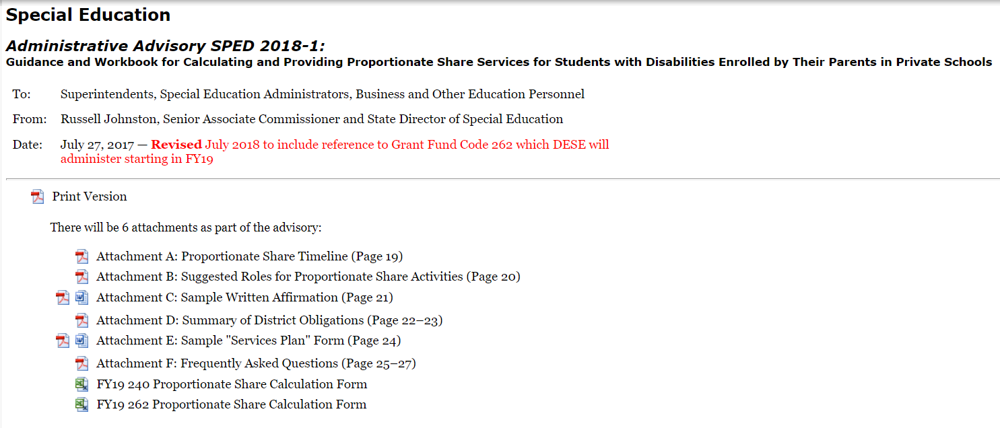 Special Education
Administrative Advisory SPED 2018-1:
Guidance and Workbook for Calculating and Providing Proportionate Share Services for Students with Disabilities Enrolled by Their Parents in Private Schools
To: Superintendents, Special Education Administrators, Business and Other Education Personnel
From: Russell Johnston, Senior Associate Commissioner and State Director of Special Education
Date: July 27, 2017 — Revised July 2018 to include reference to Grant Fund Code 262 which DESE will
administer starting in FY19
Print Version
There will be 6 attachments as part of the advisory:
Attachment A: Proportionate Share Timeline (Page 19)
Attachment B: Suggested Roles for Proportionate Share Activities (Page 20)
Attachment C: Sample Written Affirmation (Page 21)
Attachment D: Summary of District Obligations (Page 22–23)
Attachment E: Sample "Services Plan" Form (Page 24)
Attachment F: Frequently Asked Questions (Page 25–27)
FY19 240 Proportionate Share Calculation Form
FY19 262 Proportionate Share Calculation Form